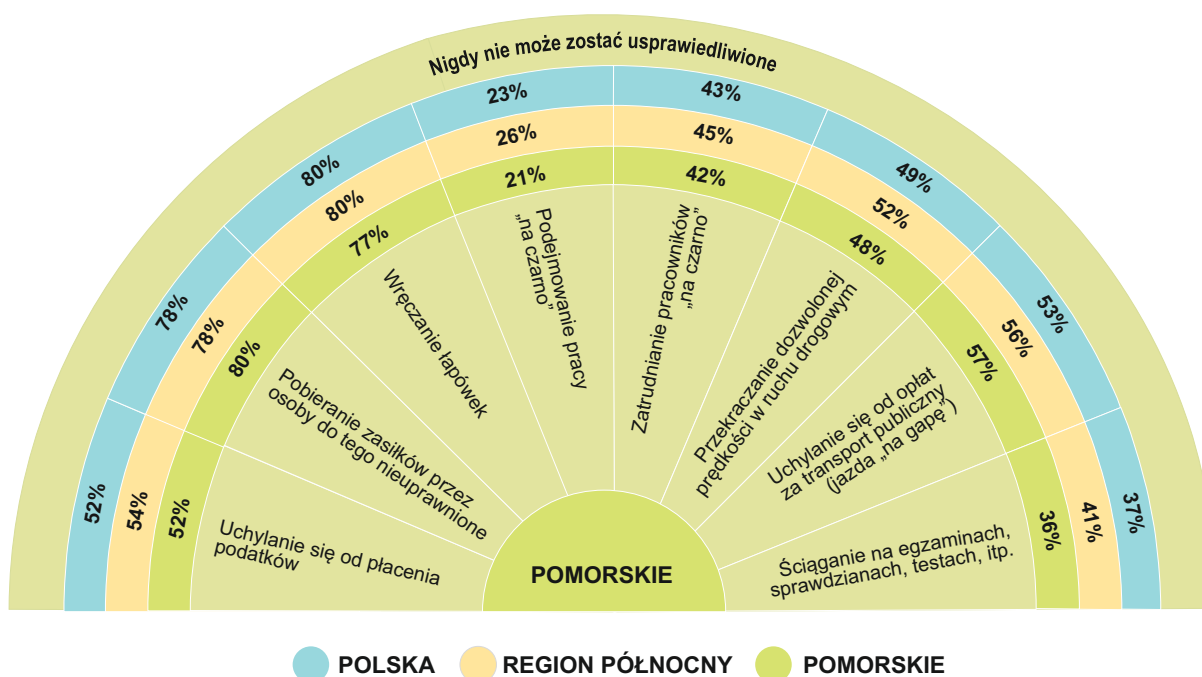 Nigdy nie może zostać usprawiedliwione
52%
78%
80%
23%
43%
49%
53%
37%
54%
78%
80%
26%
45%
52%
56%
41%
52%
80%
77%
21%
42%
48%
57%
36%
Uchylanie się od płacenia
podatków
Pobieranie zasiłków przez
osoby do tego nieuprawnione
Wręczanie łapówek
Podejmowanie pracy
„na czarno”
Zatrudnianie pracowników
„na czarno”
Przekraczanie dozwolonej
prędkości w ruchu drogowym
Uchylanie się od opłat
za transport publiczny
(jazda „na gapę”)
Ściąganie na egzaminach,
sprawdzianach, testach, itp.
POMORSKIE
POLSKA
REGION PÓŁNOCNY
POMORSKIE